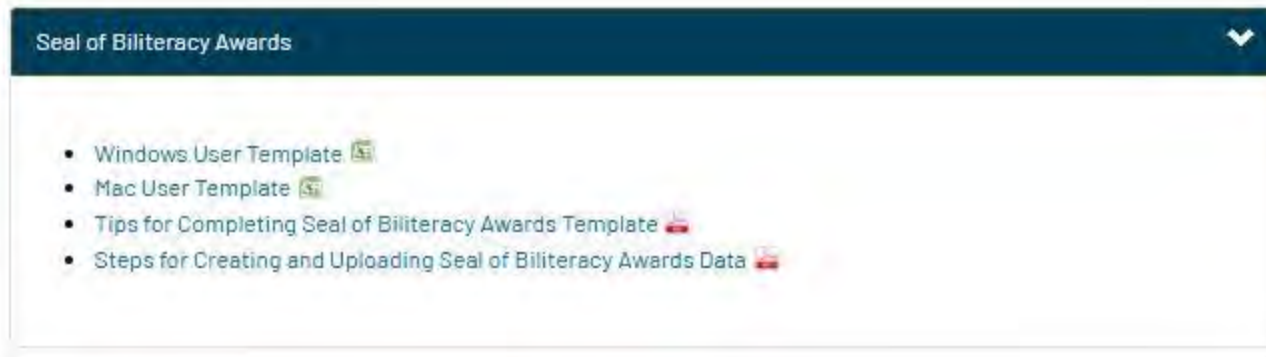 Seal of Biliteracy Awards
Windows User Template
Mac User Template
Tips for Completing Seal of Biliteracy Awards Template
Steps for Creating and Uploading Seal of Biliteracy Awards Data